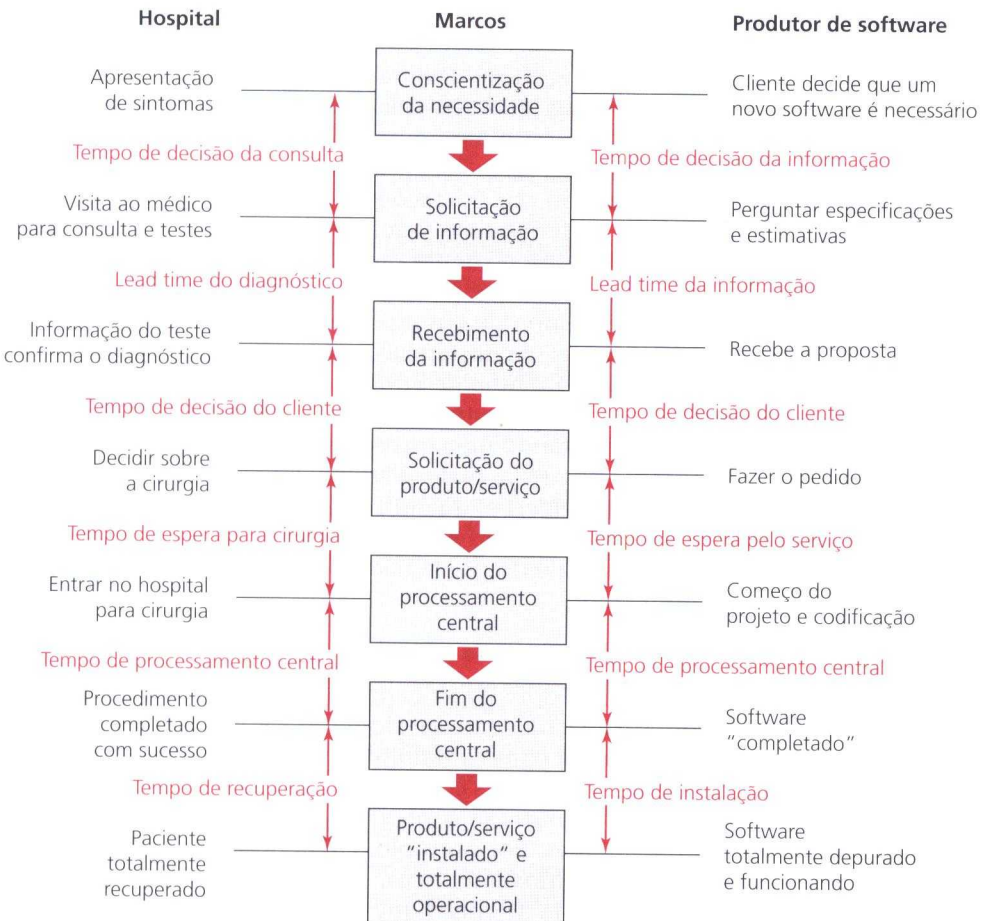 Hospital
Marcos
Produtor de software
Apresentação
de sintomas
Conscientização
da necessidade
Cliente decide que um
novo software é necessário
Tempo de decisão da consulta
Tempo de decisão da informação
Visita ao médico
para consulta e testes
Solicitação
de informação
Perguntar especificações
e estimativas
Lead time do diagnóstico
Lead time da informação
Informação do teste
confirma o diagnóstico
Recebimento
da informação
Recebe a proposta
Tempo de decisão do cliente
Tempo de decisão do cliente
Decidir sobre
a cirurgia
Solicitação do
produto/serviço
Fazer o pedido
Tempo de espera para cirurgia
Tempo de espera pelo serviço
Entrar no hospital
para cirurgia
Início do
processamento
central
Começo do
projeto e codificação
Tempo de processamento central
Tempo de processamento central
Procedimento
completado
com sucesso
Fim do
processamento
central
Software
"completado"
Tempo de recuperação
Tempo de instalação
Paciente
totalmente
recuperado
Produto/serviço
"instalado" e
totalmente
operacional
Software
totalmente depurado
e funcionando